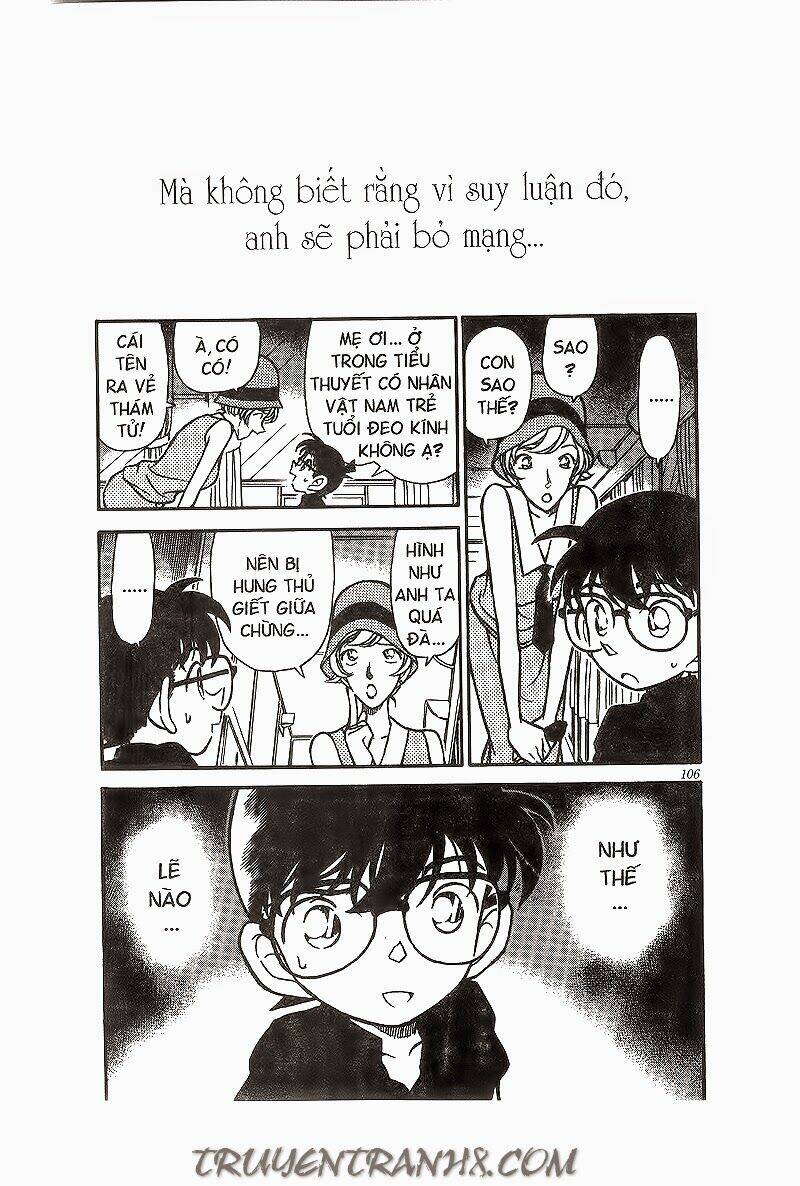 Mà không biết rằng vì suy luận đó,
anh sẽ phải bỏ mạng...
.....
SAO
?
CON
SAO
THẾ?
MẸ ƠI... Ở
TRONG TIỂU
THUYẾT CÓ NHÂN
VẬT NAM TRẺ
TUỔI ĐEO KÍNH
KHÔNG Ạ?
À, CÓ
CÓ!
CÁI
TÊN
RA VẺ
THÁM
TỬ!
HÌNH
NHƯ
ANH TA
QUÁ
ĐÀ...
NÊN BỊ
HUNG THỦ
GIẾT GIỮA
CHỪNG...
.....
106
NHƯ
THẾ
...
LẼ
NÀO
...
TRUYENTRANH8.COM